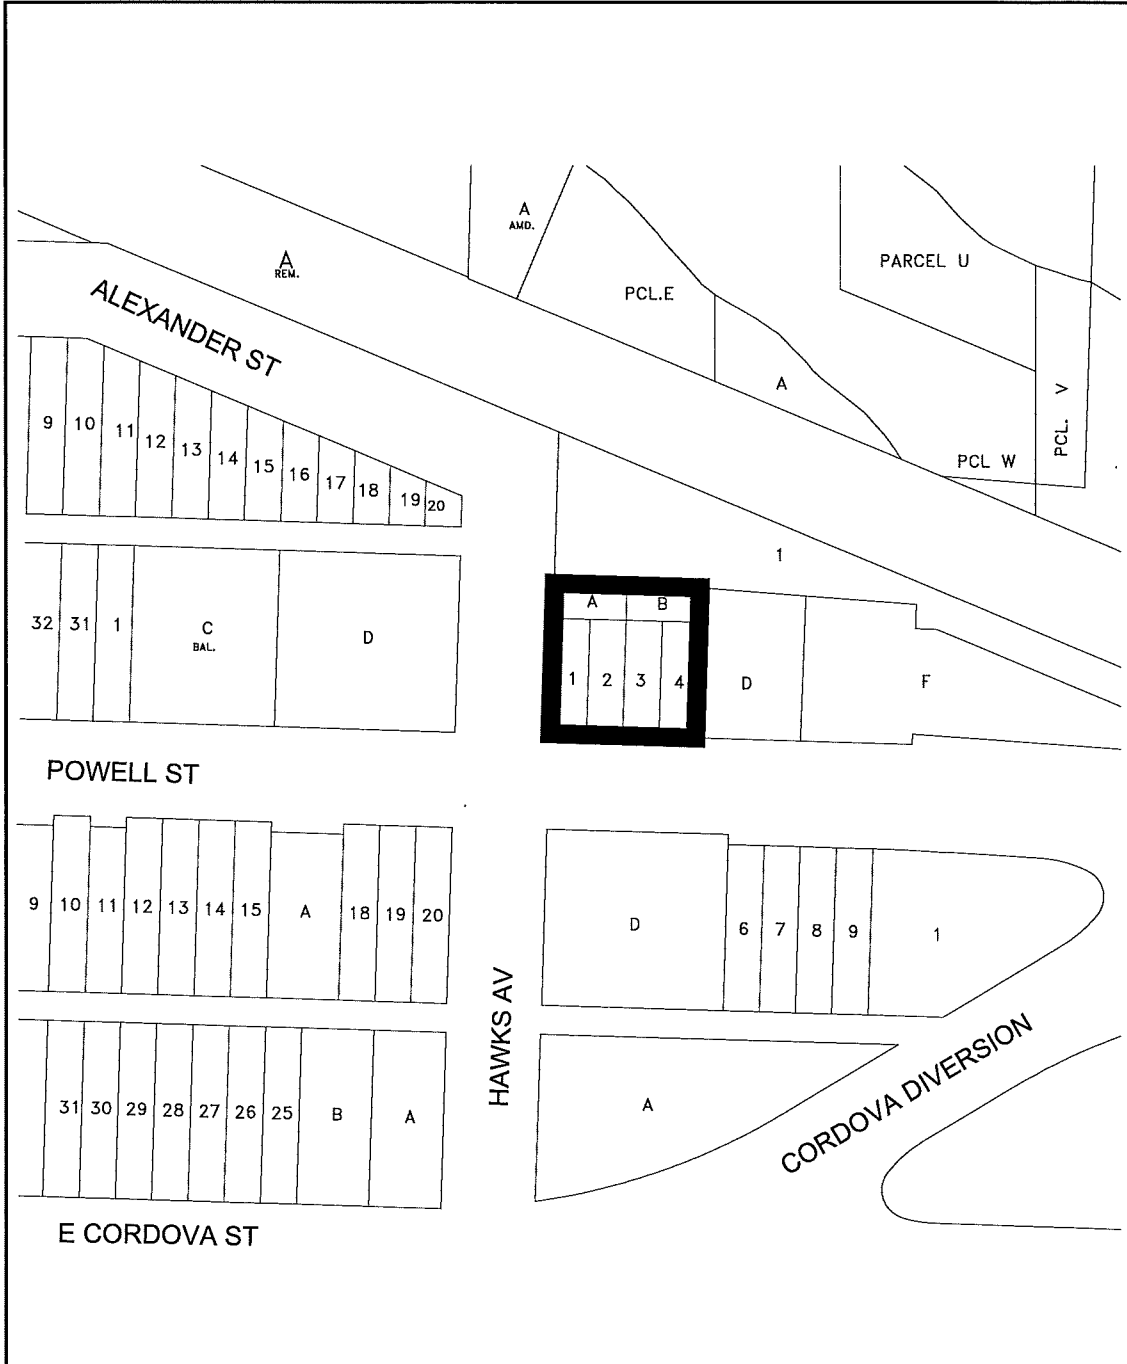 A
AMD.
A
REM.
PARCEL U
PCL.E
ALEXANDER ST
A
PCL. V
PCL W
9 10 11 12 13 14 15 16 17 18 19 20
1
A B
32 31 1 C D
BAL.
1 2 3 4 D F
POWELL ST
9 10 11 12 13 14 15 A 18 19 20
D 6 7 8 9 1
HAWKS AV
CORDOVA DIVERSION
31 30 29 28 27 26 25 B A
A
E CORDOVA ST